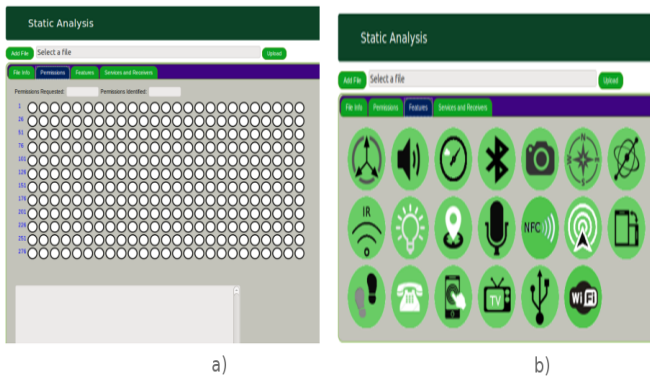 Static Analysis
Add File Select a file Upload
File Info Permissions Features Services and Receivers
Permissions Requested: Permissions Identified:
1
26
51
76
101
126
151
176
201
226
251
276
a)
Static Analysis
Add File Select a file Upload
File Info Permissions Features Services and Receivers
N
W E
S
IR
NFC
TV
WiFi
b)